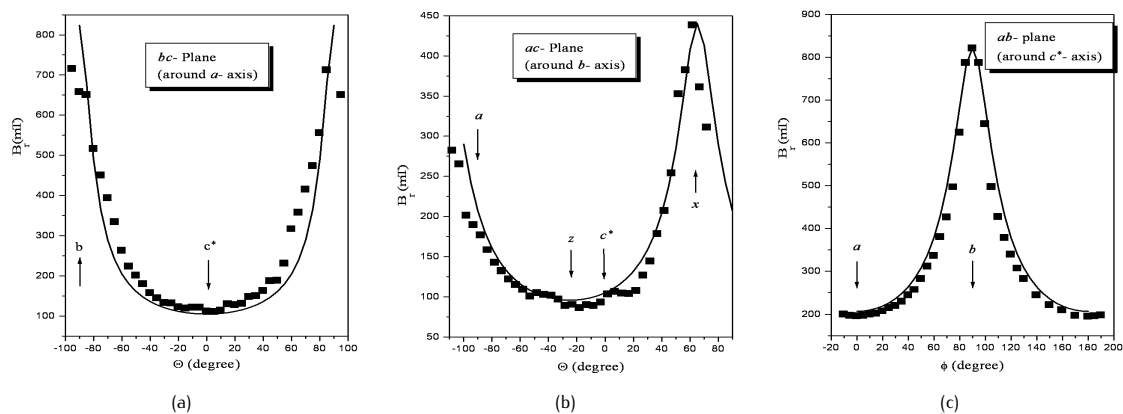 800
700
600
500
400
300
200
100
B_r(mil)
bc- Plane
(around a- axis)
b
c*
-100 -80 -60 -40 -20 0 20 40 60 80 100
Θ (degree)
(a)
450
400
350
300
250
200
150
100
50
B_r (mil)
ac- Plane
(around b- axis)
a
z
c*
x
-100 -80 -60 -40 -20 0 20 40 60 80
Θ (degree)
(b)
900
800
700
600
500
400
300
200
B_r (mil)
ab- plane
(around c*- axis)
a
b
-20 0 20 40 60 80 100 120 140 160 180 200
ϕ (degree)
(c)